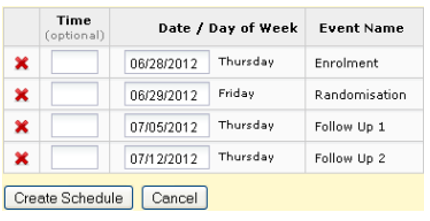 Time (optional) Date / Day of Week Event Name
06/28/2012 Thursday Enrolment
06/29/2012 Friday Randomisation
07/05/2012 Thursday Follow Up 1
07/12/2012 Thursday Follow Up 2
Create Schedule Cancel